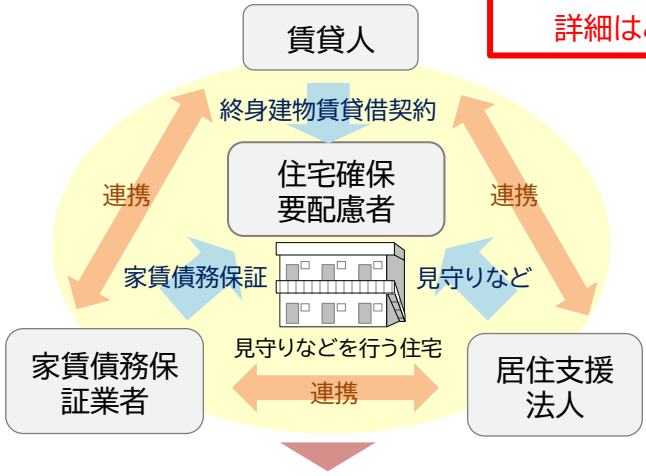 賃貸人
詳細は
終身建物賃貸借契約
住宅確保
要配慮者
連携
連携
家賃債務保証
見守りなど
見守りなどを行う住宅
家賃債務保
証業者
連携
居住支援
法人